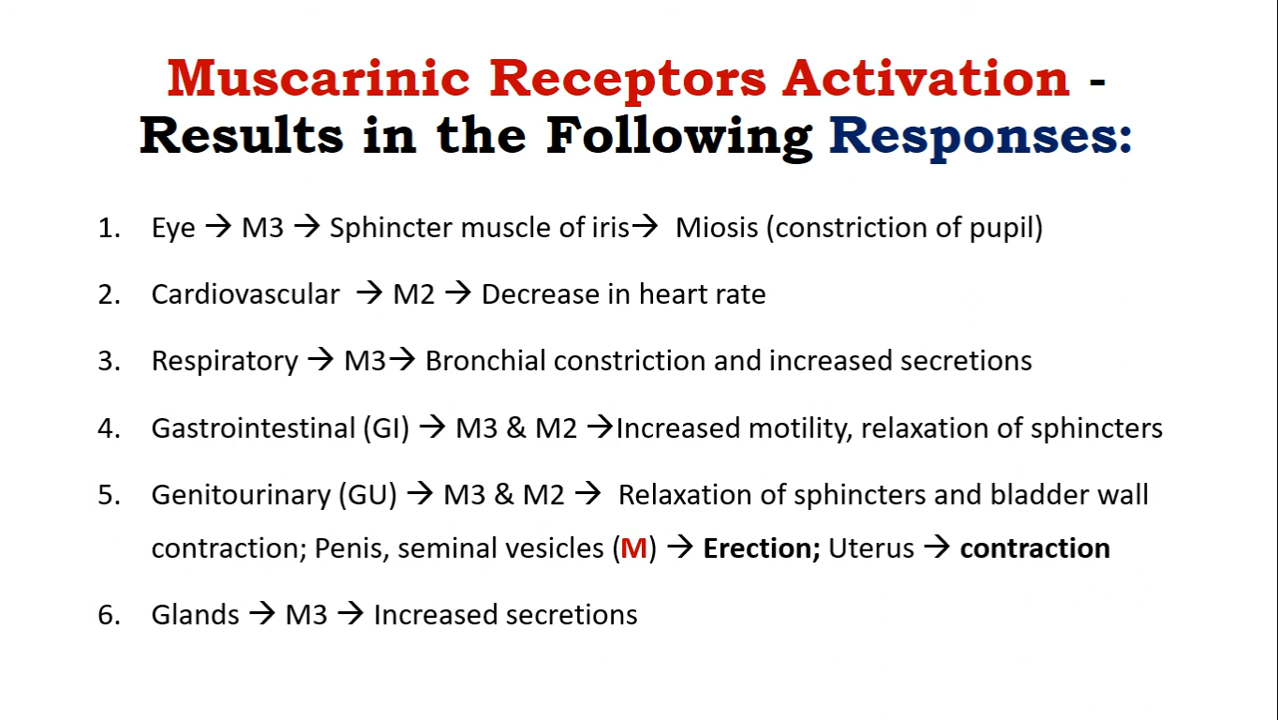 Muscarinic Receptors Activation -
Results in the Following Responses:
1. Eye → M3 → Sphincter muscle of iris→ Miosis (constriction of pupil)
2. Cardiovascular → M2 → Decrease in heart rate
3. Respiratory → M3→ Bronchial constriction and increased secretions
4. Gastrointestinal (GI) → M3 & M2 →Increased motility, relaxation of sphincters
5. Genitourinary (GU) → M3 & M2 → Relaxation of sphincters and bladder wall
contraction; Penis, seminal vesicles (M) → Erection; Uterus → contraction
6. Glands → M3 → Increased secretions